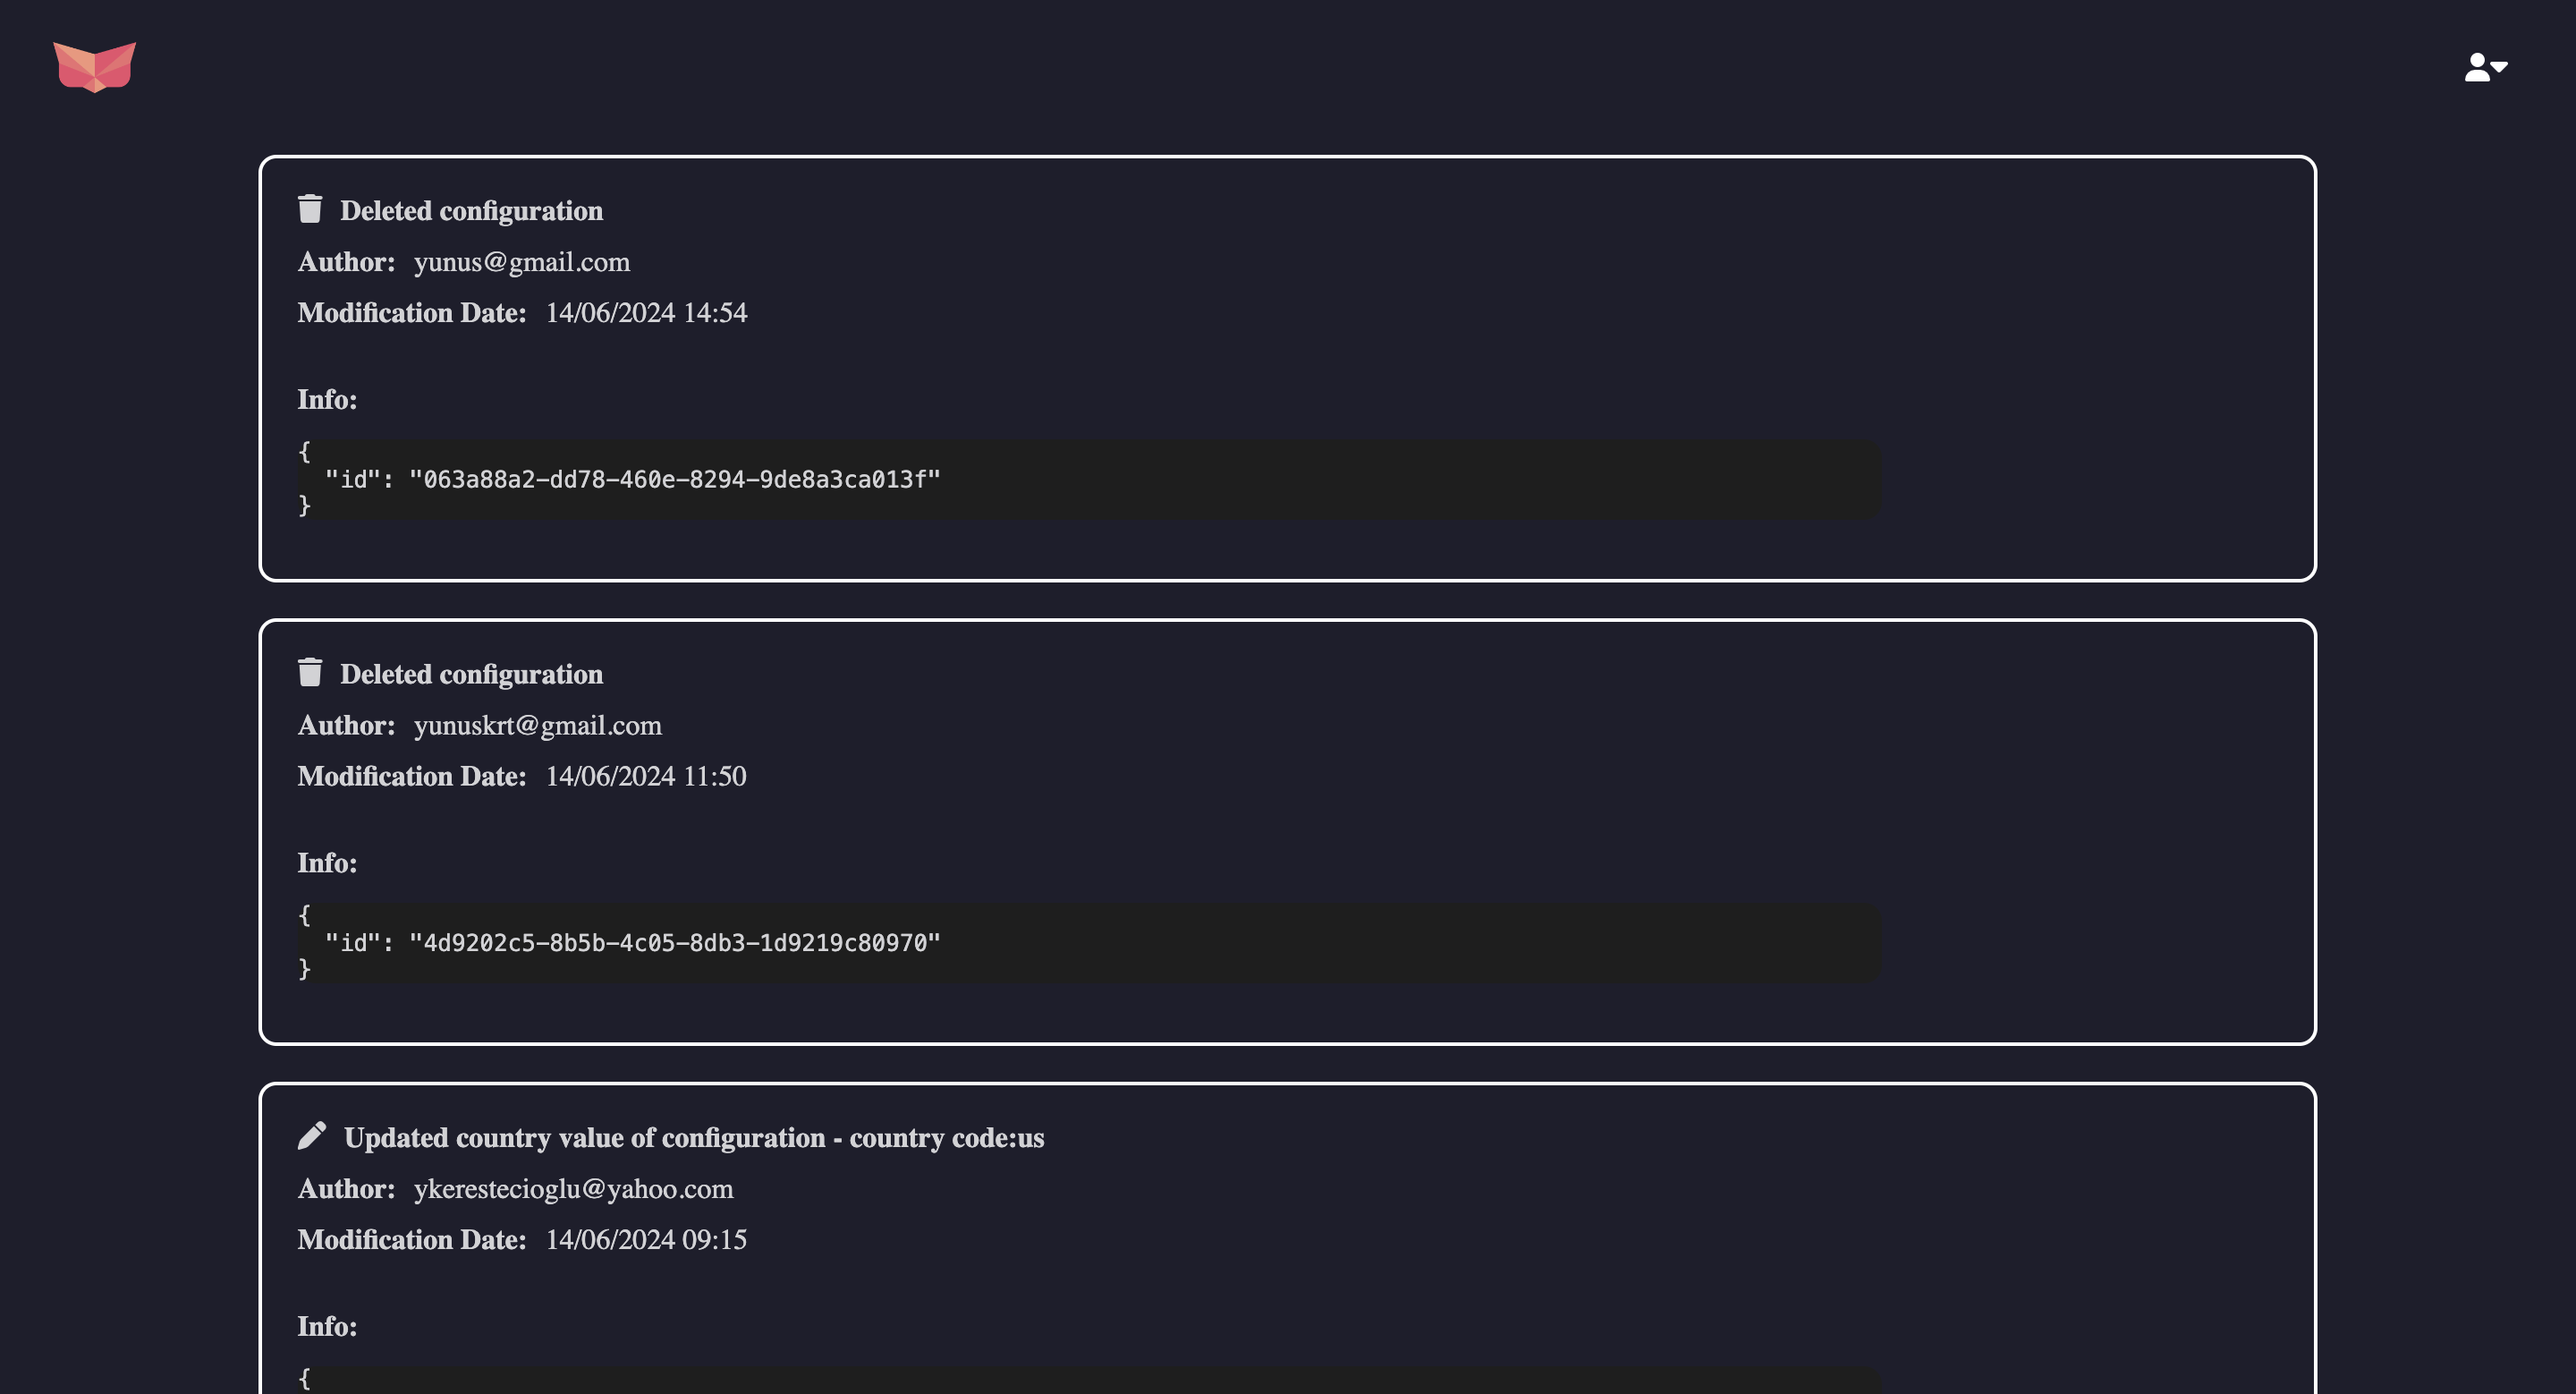 Deleted configuration
Author: yunus@gmail.com
Modification Date: 14/06/2024 14:54
Info:
{
  "id": "063a88a2-dd78-460e-8294-9de8a3ca013f"
}
Deleted configuration
Author: yunuskrt@gmail.com
Modification Date: 14/06/2024 11:50
Info:
{
  "id": "4d9202c5-8b5b-4c05-8db3-1d9219c80970"
}
Updated country value of configuration - country code:us
Author: ykerestecioglu@yahoo.com
Modification Date: 14/06/2024 09:15
Info:
{